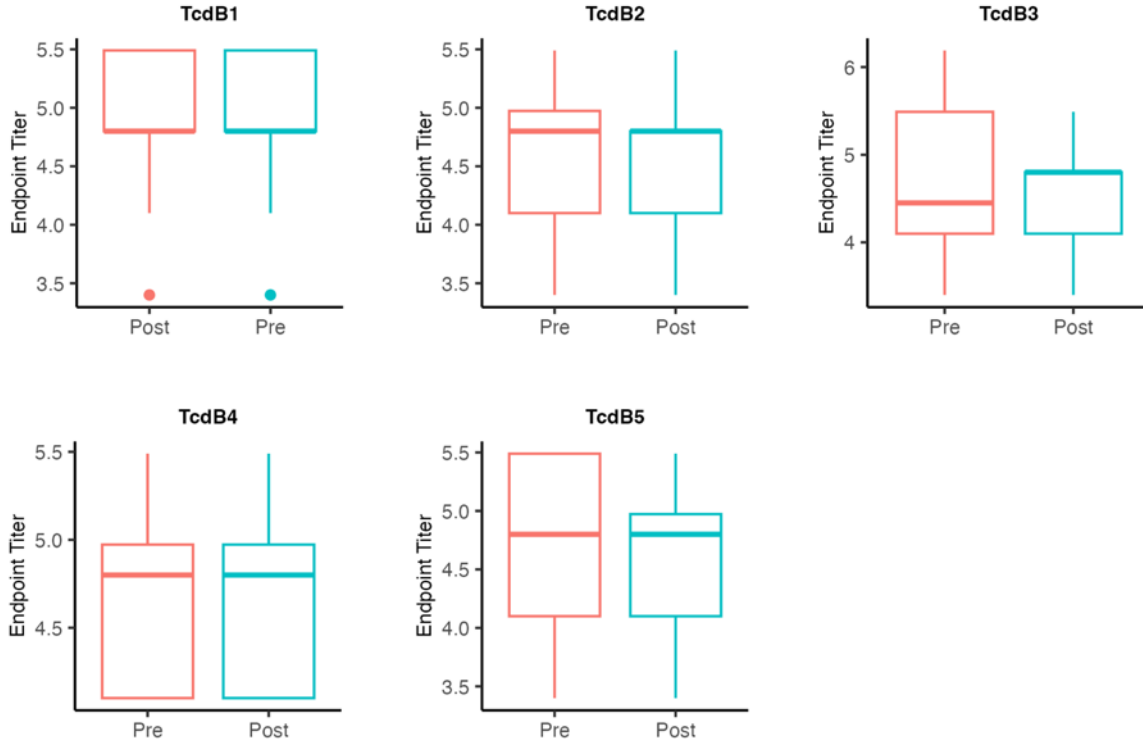 TcdB1
5.5
5.0
4.5
4.0
3.5
Endpoint Titer
Post Pre
TcdB2
5.5
5.0
4.5
4.0
3.5
Endpoint Titer
Pre Post
TcdB3
6
5
4
Endpoint Titer
Pre Post
TcdB4
5.5
5.0
4.5
Endpoint Titer
Pre Post
TcdB5
5.5
5.0
4.5
4.0
3.5
Endpoint Titer
Pre Post